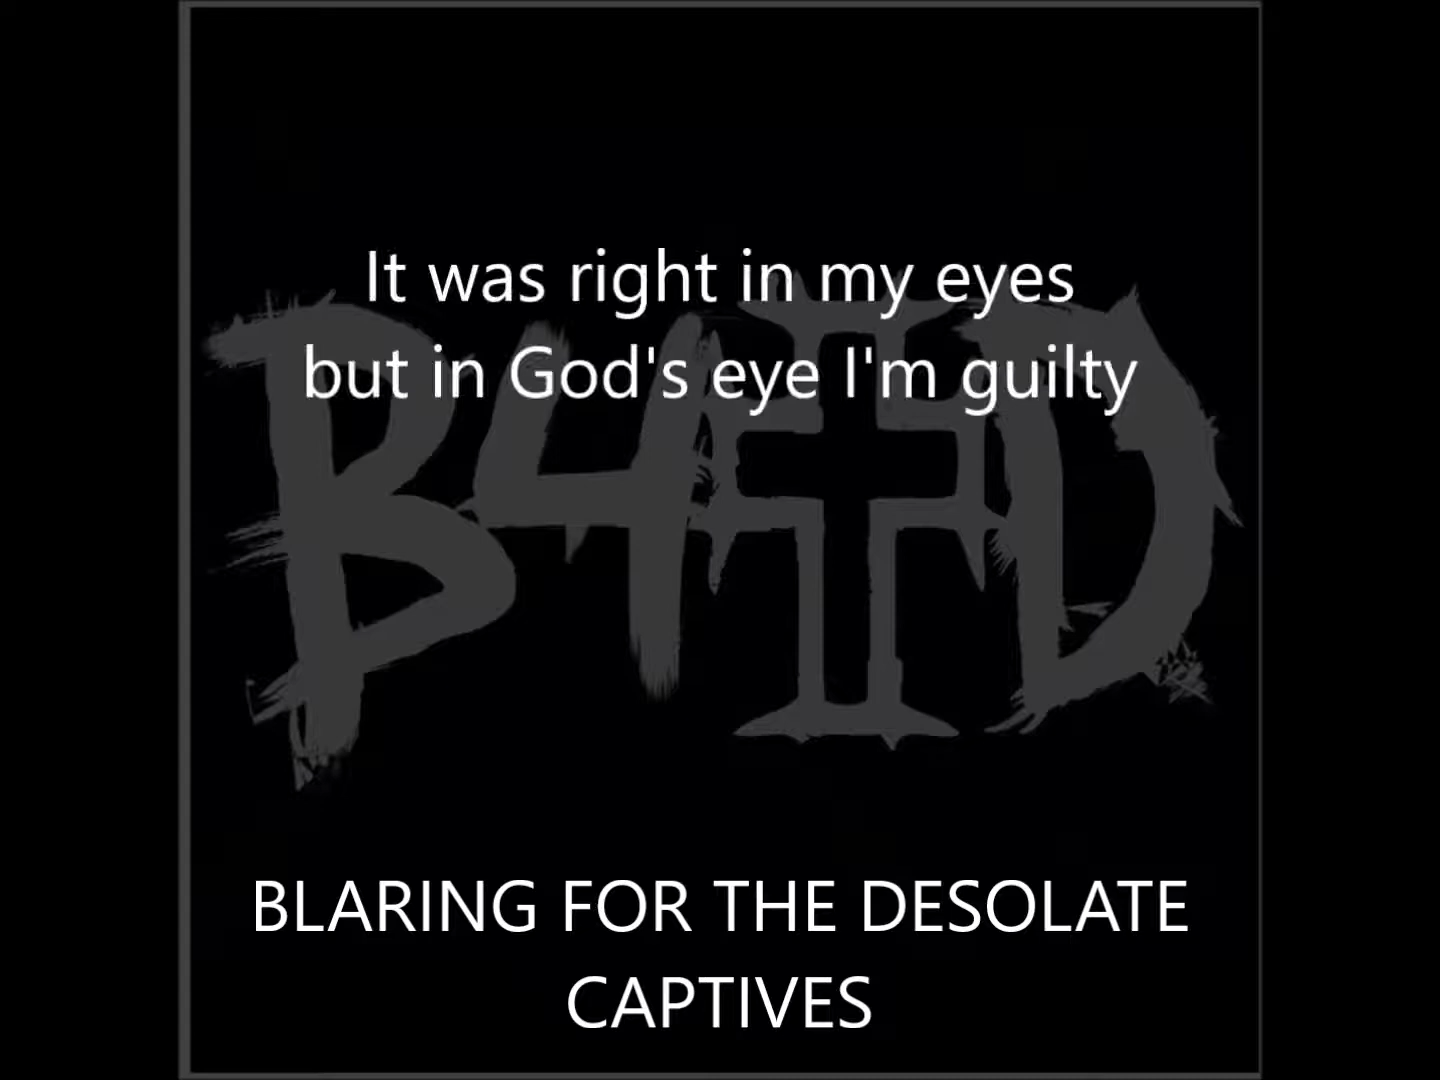 It was right in my eyes
but in God's eye I'm guilty
B4TD
BLARING FOR THE DESOLATE
CAPTIVES